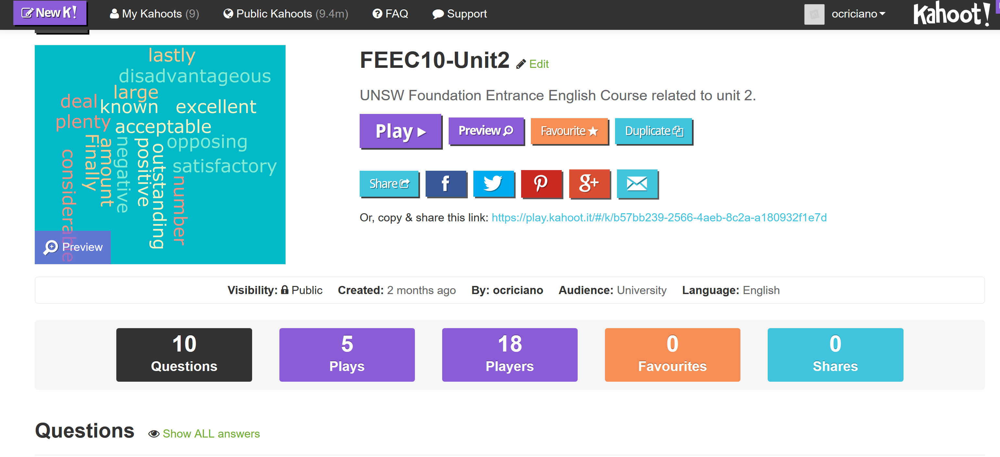 New K! My Kahoots (9) Public Kahoots (9.4m) FAQ Support ocriciano Kahoot!
lastly
disadvantageous
large
deal
known
excellent
plenty
acceptable
opposing
Finally
amount
negative
positive
outstanding
satisfactory
considerable
number
Preview
FEEC10-Unit2 Edit
UNSW Foundation Entrance English Course related to unit 2.
Play Preview Favourite Duplicate
Share f g+
Or, copy & share this link: https://play.kahoot.it/#/k/b57bb239-2566-4aeb-8c2a-a180932f1e7d
Visibility: Public Created: 2 months ago By: ocriciano Audience: University Language: English
10 5 18 0 0
Questions Plays Players Favourites Shares
Questions Show ALL answers